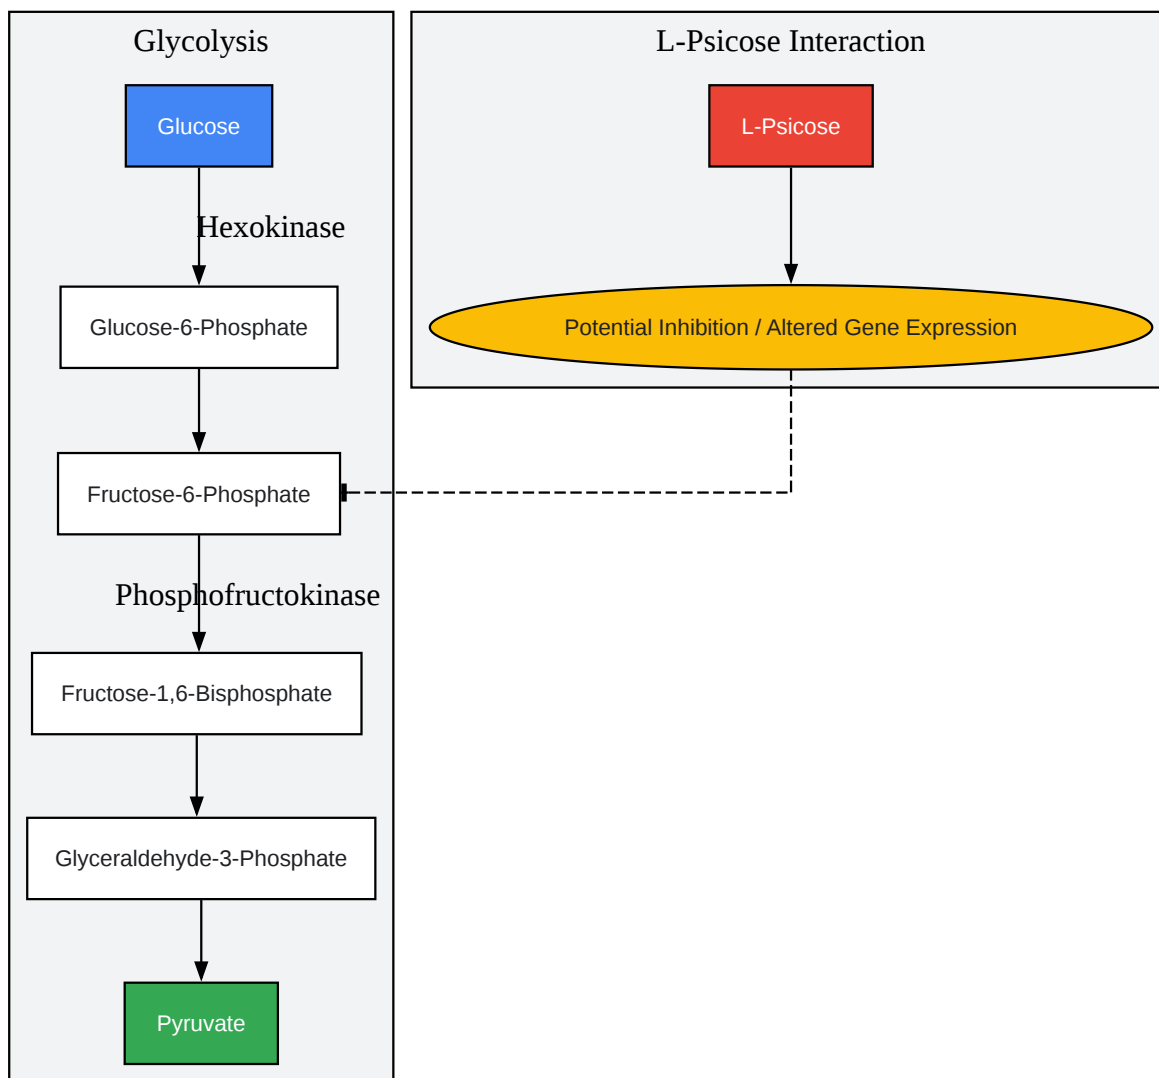 Glycolysis
Glucose
Hexokinase
Glucose-6-Phosphate
Fructose-6-Phosphate
Phosphofructokinase
Fructose-1,6-Bisphosphate
Glyceraldehyde-3-Phosphate
Pyruvate
L-Psicose Interaction
L-Psicose
Potential Inhibition / Altered Gene Expression